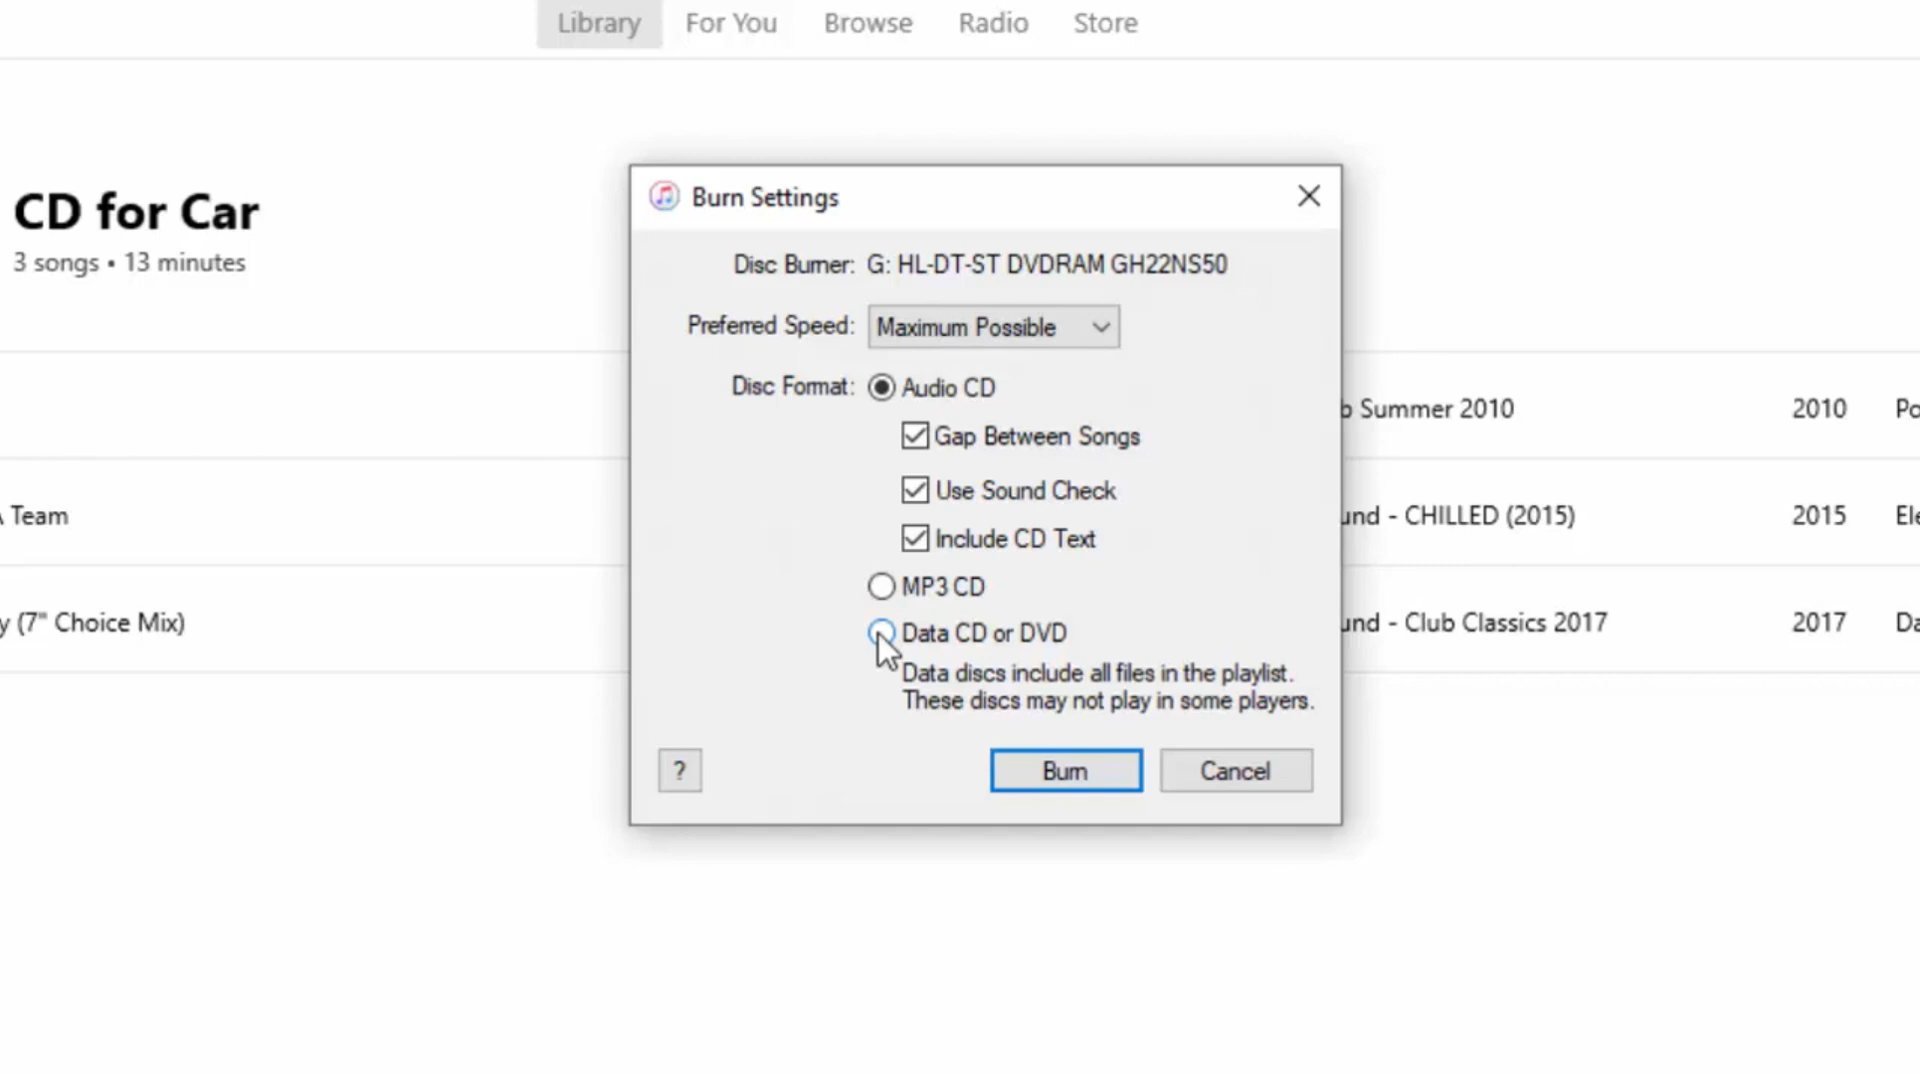 Library For You Browse Radio Store
CD for Car
3 songs • 13 minutes
Burn Settings
Disc Burner: G: HL-DT-ST DVDRAM GH22NS50
Preferred Speed: Maximum Possible
Disc Format: Audio CD
Gap Between Songs
Use Sound Check
Include CD Text
MP3 CD
Data CD or DVD
Data discs include all files in the playlist.
These discs may not play in some players.
? Burn Cancel
Summer 2010 2010
Team - CHILLED (2015) 2015
(7" Choice Mix) - Club Classics 2017 2017